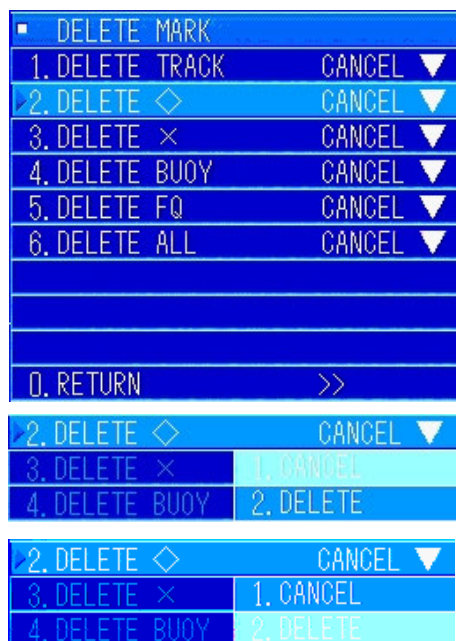 DELETE MARK
1. DELETE TRACK CANCEL ▼
2. DELETE ◇ CANCEL ▼
3. DELETE × CANCEL ▼
4. DELETE BUOY CANCEL ▼
5. DELETE FQ CANCEL ▼
6. DELETE ALL CANCEL ▼
0. RETURN >>
2. DELETE ◇ CANCEL ▼
3. DELETE × 1. CANCEL
4. DELETE BUOY 2. DELETE
2. DELETE ◇ CANCEL ▼
3. DELETE × 1. CANCEL
4. DELETE BUOY 2. DELETE